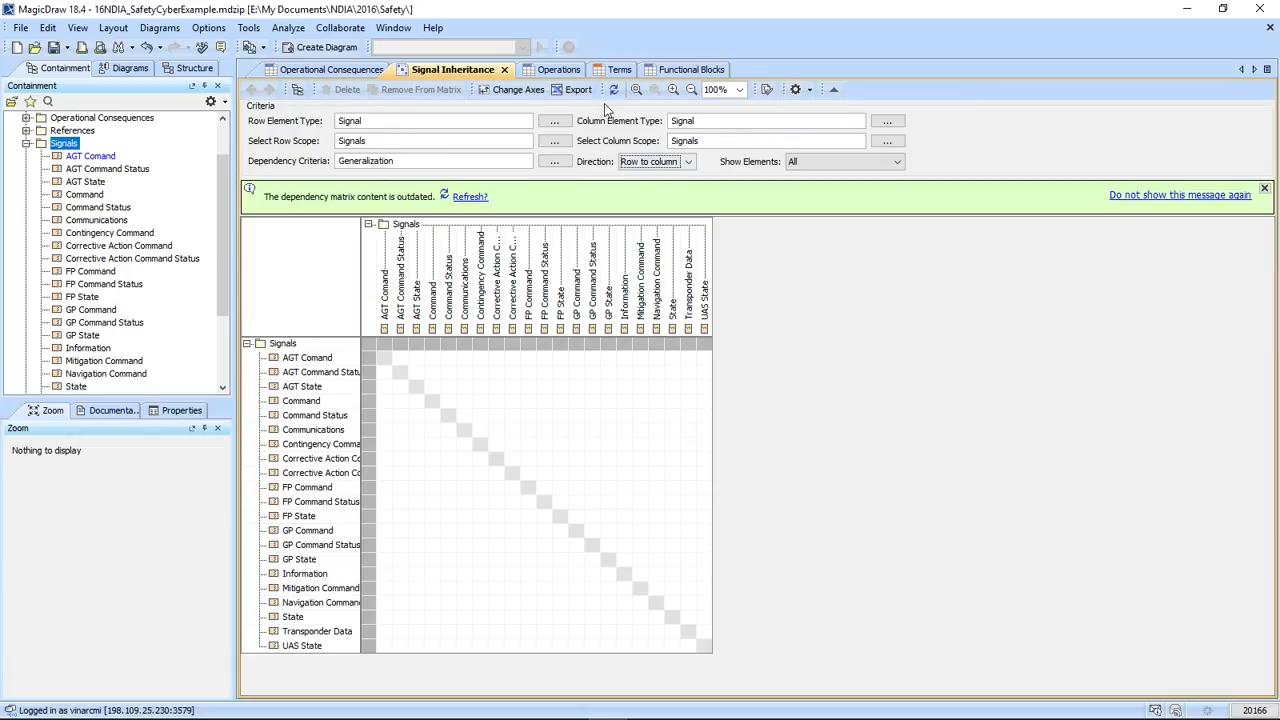 MagicDraw 18.4 - 16NDIA_SafetyCyberExample.mdzip [E:\My Documents\NDIA\2016\Safety\]
File Edit View Layout Diagrams Options Tools Analyze Collaborate Window Help
Create Diagram
Containment Diagrams Structure
Operational Consequences Signal Inheritance Operations Terms Functional Blocks
Containment
Delete Remove From Matrix Change Axes Export 100%
Criteria
Row Element Type: Signal ... Column Element Type: Signal ...
Select Row Scope: Signals ... Select Column Scope: Signals ...
Dependency Criteria: Generalization ... Direction: Row to column Show Elements: All
The dependency matrix content is outdated. Refresh? Do not show this message again
Operational Consequences
References
Signals
AGT Comand
AGT Command Status
AGT State
Command
Command Status
Communications
Contingency Command
Corrective Action Command
Corrective Action Command Status
FP Command
FP Command Status
FP State
GP Command
GP Command Status
GP State
Information
Mitigation Command
Navigation Command
State
Zoom Documenta.. Properties
Zoom
Nothing to display
Signals
AGT Comand
AGT Command Status
AGT State
Command
Command Status
Communications
Contingency Command
Corrective Action C...
Corrective Action C...
FP Command
FP Command Status
FP State
GP Command
GP Command Status
GP State
Information
Mitigation Command
Navigation Command
State
Transponder Data
UAS State
Signals
AGT Comand
AGT Command Statu
AGT State
Command
Command Status
Communications
Contingency Comma
Corrective Action Co
Corrective Action Co
FP Command
FP Command Status
FP State
GP Command
GP Command Status
GP State
Information
Mitigation Command
Navigation Comman
State
Transponder Data
UAS State
Logged in as vinarcmi [198.109.25.230:3579]
20166